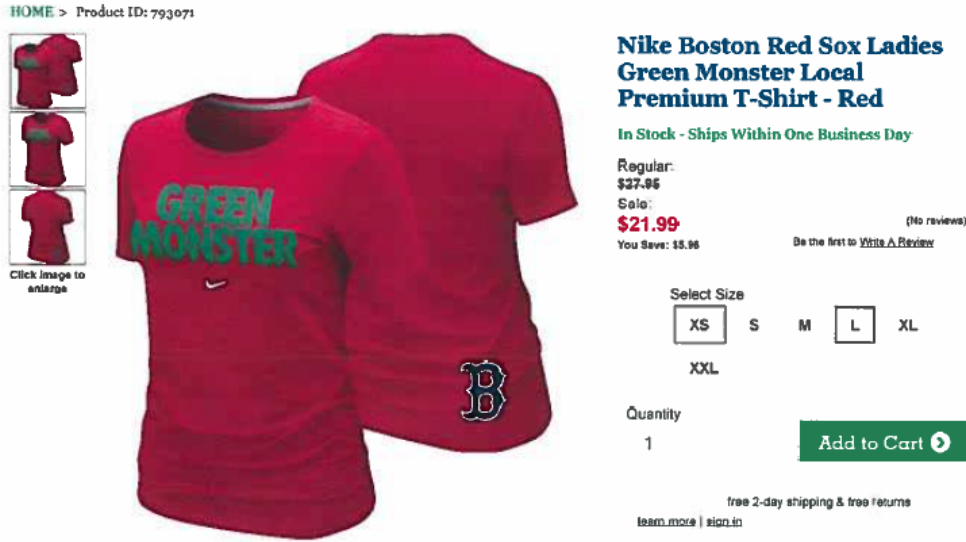 HOME > Product ID: 793071
Click image to
enlarge
GREEN
MONSTER
B
Nike Boston Red Sox Ladies
Green Monster Local
Premium T-Shirt - Red
In Stock - Ships Within One Business Day
Regular:
$27.95
Sale:
$21.99
You Save: $5.96
(No reviews)
Be the first to Write A Review
Select Size
XS S M L XL
XXL
Quantity
1
Add to Cart
free 2-day shipping & free returns
learn more | sign in